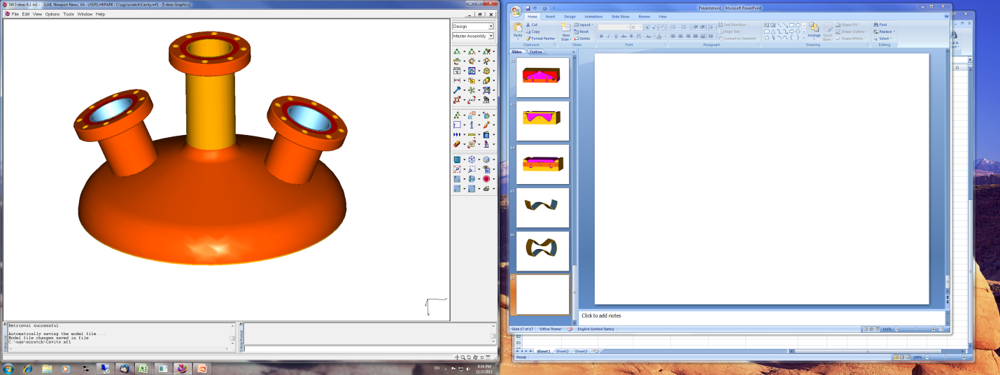 NX I-deas 6.1 m1 : JLAB, Newport News, VA : USERS.HKPARK : C:\ugs\scratch\Cavity.mf1 - [I-deas Graphics]
File Edit View Options Tools Window Help
Design
Master Assembly
Retrieval successful.
Automatically saving the model file....
Model file changes saved in file
C:\ugs\scratch\Cavity.mf1
EN
9:34 PM
11/3/2011
Presentation1 - Microsoft PowerPoint
Home Insert Design Animations Slide Show Review View
Paste
Cut
Copy
Format Painter
Clipboard
New
Slide
Layout
Reset
Delete
Slides
Font
Text Direction
Align Text
Convert to SmartArt
Paragraph
Arrange
Quick
Styles
Shape Fill
Shape Outline
Shape Effects
Drawing
Find
Replace
Select
Editing
Slides Outline
14
15
16
17
Click to add notes
Slide 17 of 17 "Office Theme" English (United States)
82
83
Sheet1 Sheet2 Sheet3
Ready
100%